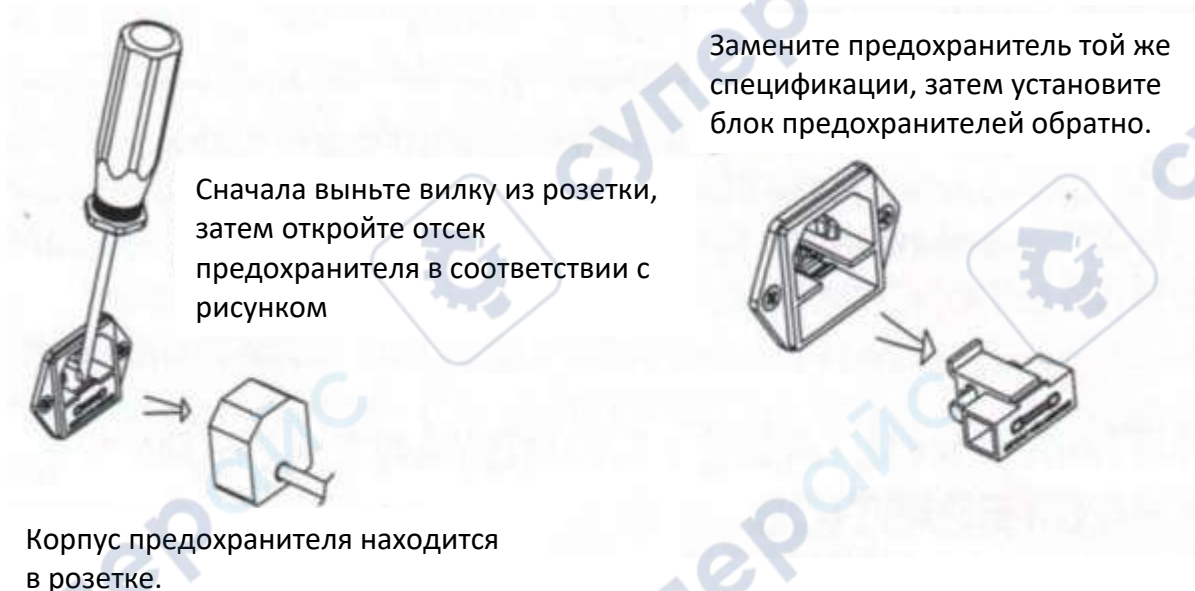 Замените предохранитель той же
спецификации, затем установите
блок предохранителей обратно.
Сначала выньте вилку из розетки,
затем откройте отсек
предохранителя в соответствии с
рисунком
Корпус предохранителя находится
в розетке.